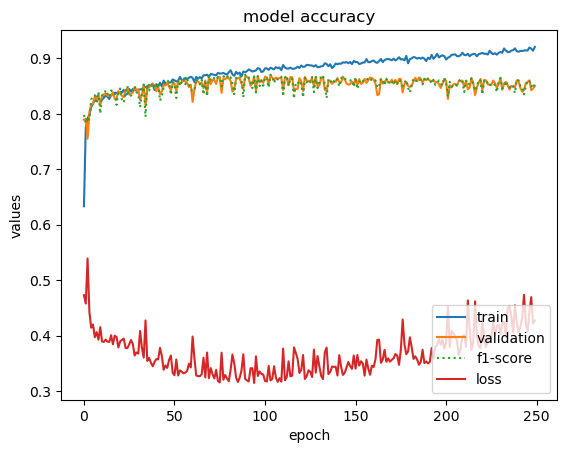 model accuracy
values
0.9
0.8
0.7
0.6
0.5
0.4
0.3
0
50
100
150
200
250
epoch
train
validation
f1-score
loss